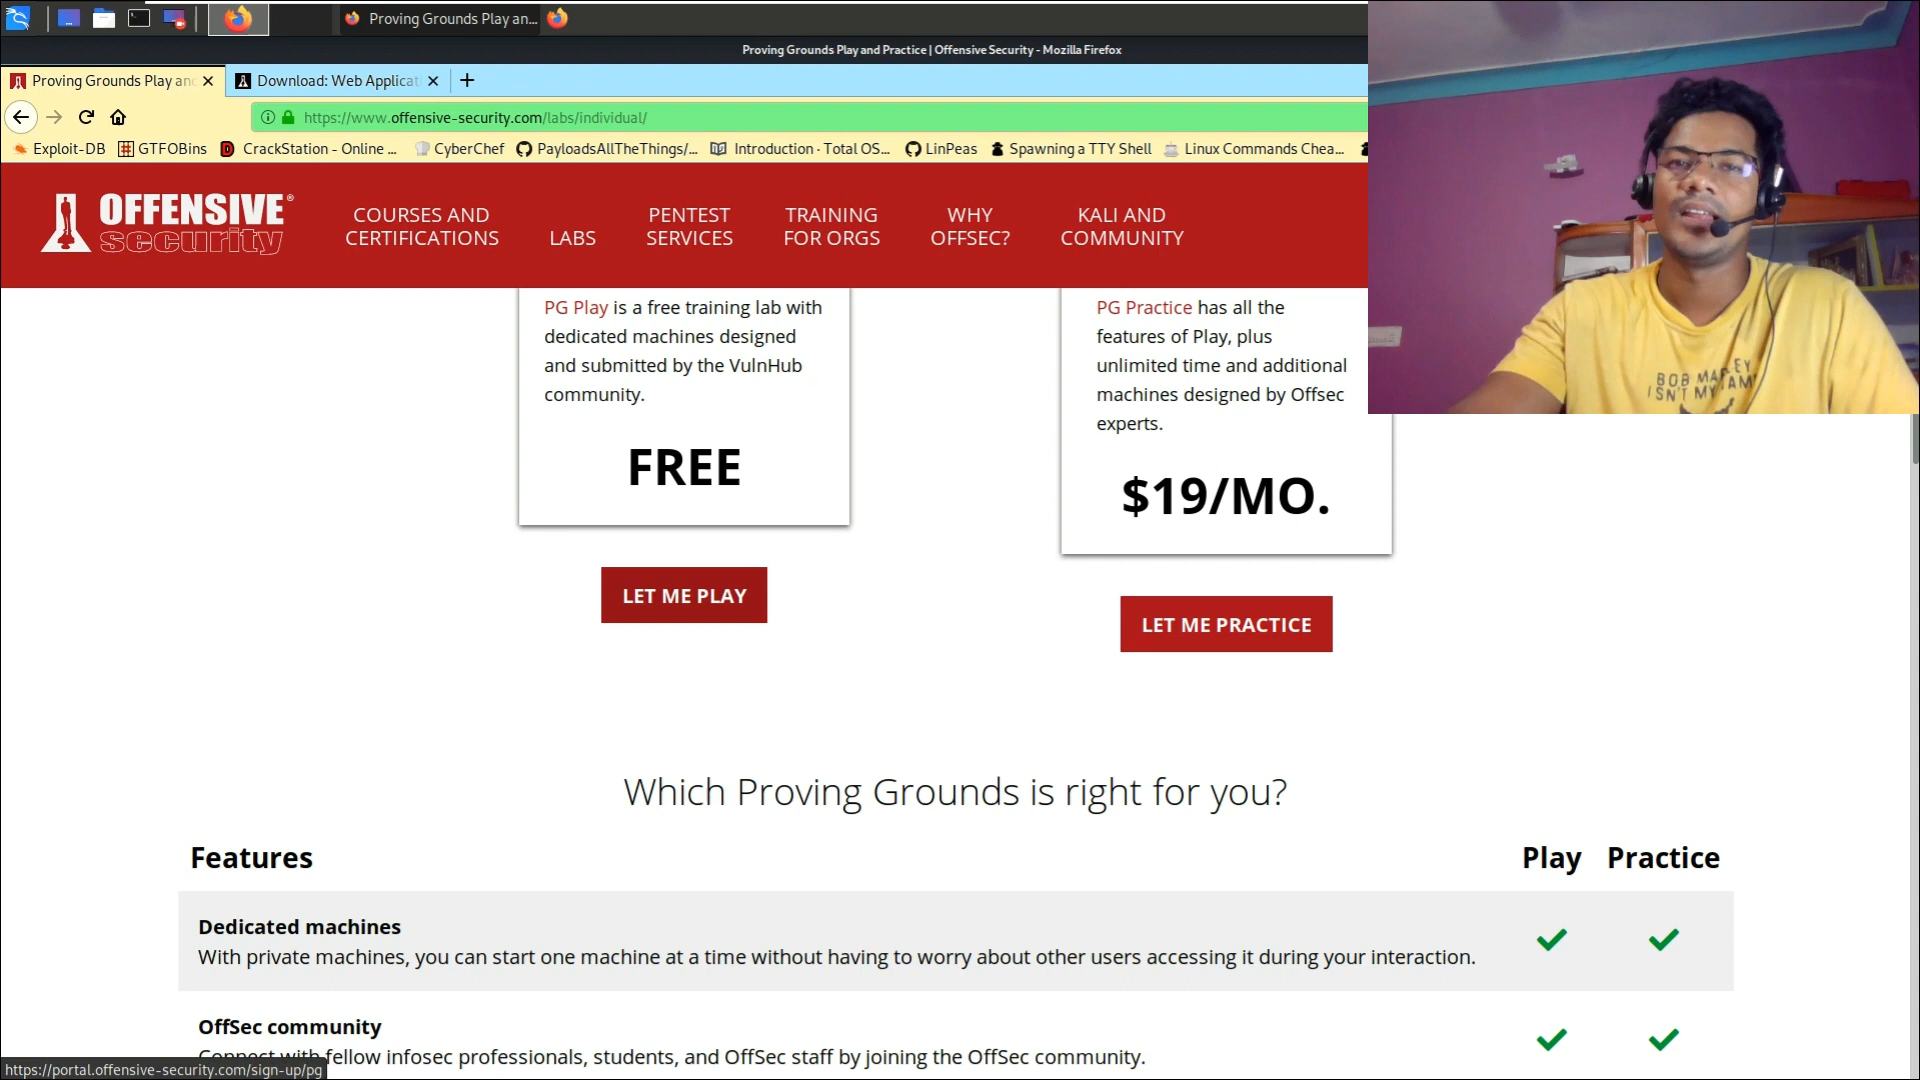 Proving Grounds Play an...
Proving Grounds Play and Practice | Offensive Security - Mozilla Firefox
Proving Grounds Play an
Download: Web Applicat
https://www.offensive-security.com/labs/individual/
Exploit-DB
GTFOBins
CrackStation - Online ...
CyberChef
PayloadsAllTheThings/...
Introduction · Total OS...
LinPeas
Spawning a TTY Shell
Linux Commands Chea...
OFFENSIVE®
security
COURSES AND
CERTIFICATIONS
LABS
PENTEST
SERVICES
TRAINING
FOR ORGS
WHY
OFFSEC?
KALI AND
COMMUNITY
PG Play is a free training lab with
dedicated machines designed
and submitted by the VulnHub
community.
FREE
LET ME PLAY
PG Practice has all the
features of Play, plus
unlimited time and additional
machines designed by Offsec
experts.
$19/MO.
LET ME PRACTICE
BOB MARLEY
ISN'T MY
Which Proving Grounds is right for you?
Features
Play
Practice
Dedicated machines
With private machines, you can start one machine at a time without having to worry about other users accessing it during your interaction.
OffSec community
Connect with fellow infosec professionals, students, and OffSec staff by joining the OffSec community.
https://portal.offensive-security.com/sign-up/pg